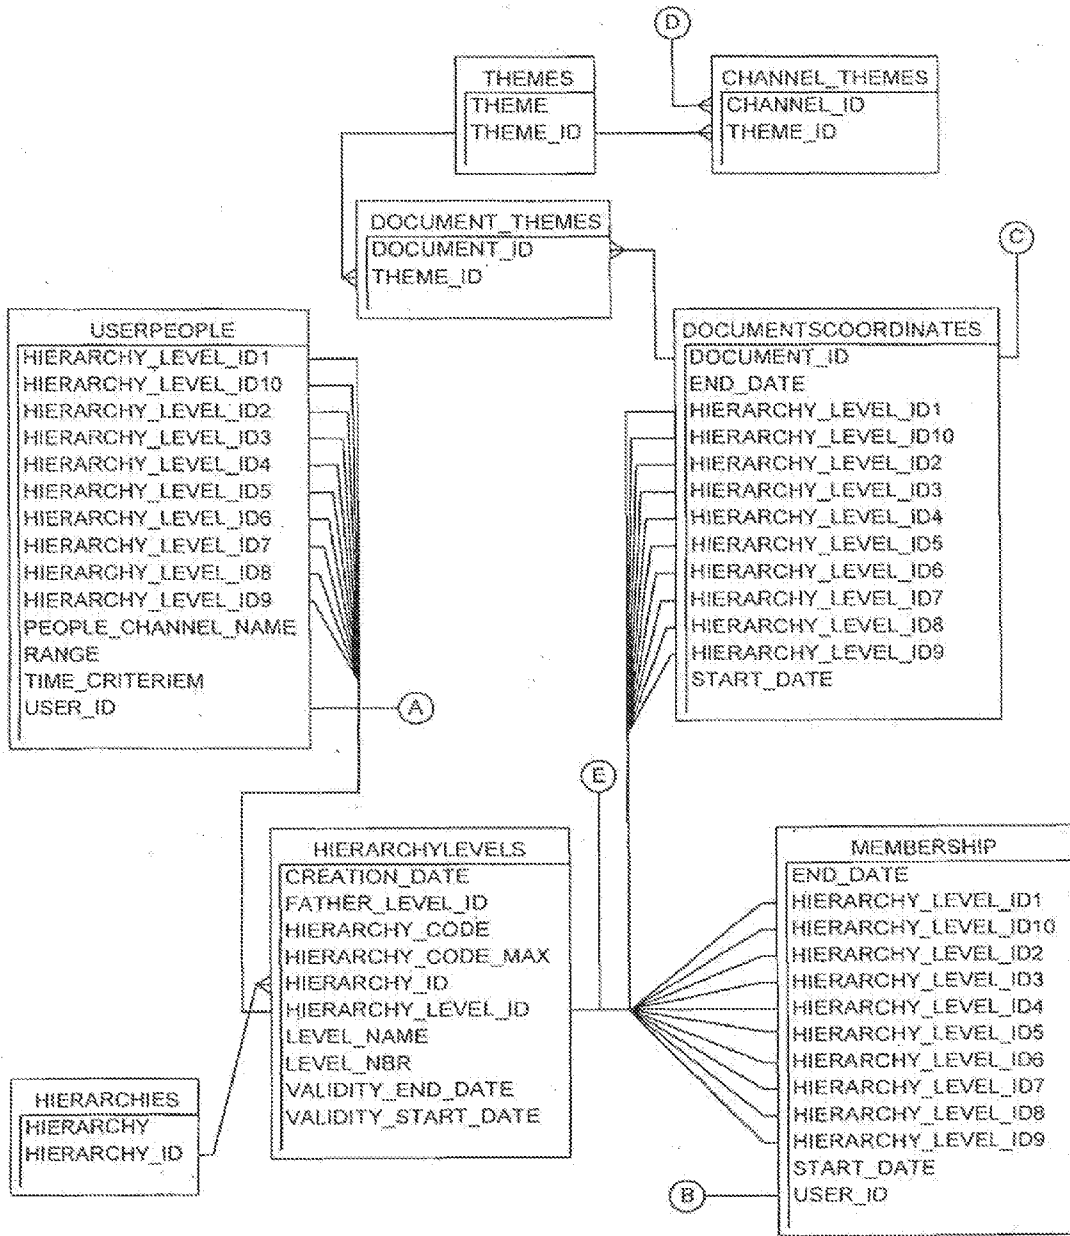 D
THEMES
THEME
THEME_ID
CHANNEL_THEMES
CHANNEL_ID
THEME_ID
DOCUMENT_THEMES
DOCUMENT_ID
THEME_ID
C
USERPEOPLE
HIERARCHY_LEVEL_ID1
HIERARCHY_LEVEL_ID10
HIERARCHY_LEVEL_ID2
HIERARCHY_LEVEL_ID3
HIERARCHY_LEVEL_ID4
HIERARCHY_LEVEL_ID5
HIERARCHY_LEVEL_ID6
HIERARCHY_LEVEL_ID7
HIERARCHY_LEVEL_ID8
HIERARCHY_LEVEL_ID9
PEOPLE_CHANNEL_NAME
RANGE
TIME_CRITERIEM
USER_ID
A
DOCUMENTSCOORDINATES
DOCUMENT_ID
END_DATE
HIERARCHY_LEVEL_ID1
HIERARCHY_LEVEL_ID10
HIERARCHY_LEVEL_ID2
HIERARCHY_LEVEL_ID3
HIERARCHY_LEVEL_ID4
HIERARCHY_LEVEL_ID5
HIERARCHY_LEVEL_ID6
HIERARCHY_LEVEL_ID7
HIERARCHY_LEVEL_ID8
HIERARCHY_LEVEL_ID9
START_DATE
E
HIERARCHYLEVELS
CREATION_DATE
FATHER_LEVEL_ID
HIERARCHY_CODE
HIERARCHY_CODE_MAX
HIERARCHY_ID
HIERARCHY_LEVEL_ID
LEVEL_NAME
LEVEL_NBR
VALIDITY_END_DATE
VALIDITY_START_DATE
MEMBERSHIP
END_DATE
HIERARCHY_LEVEL_ID1
HIERARCHY_LEVEL_ID10
HIERARCHY_LEVEL_ID2
HIERARCHY_LEVEL_ID3
HIERARCHY_LEVEL_ID4
HIERARCHY_LEVEL_ID5
HIERARCHY_LEVEL_ID6
HIERARCHY_LEVEL_ID7
HIERARCHY_LEVEL_ID8
HIERARCHY_LEVEL_ID9
START_DATE
USER_ID
B
HIERARCHIES
HIERARCHY
HIERARCHY_ID